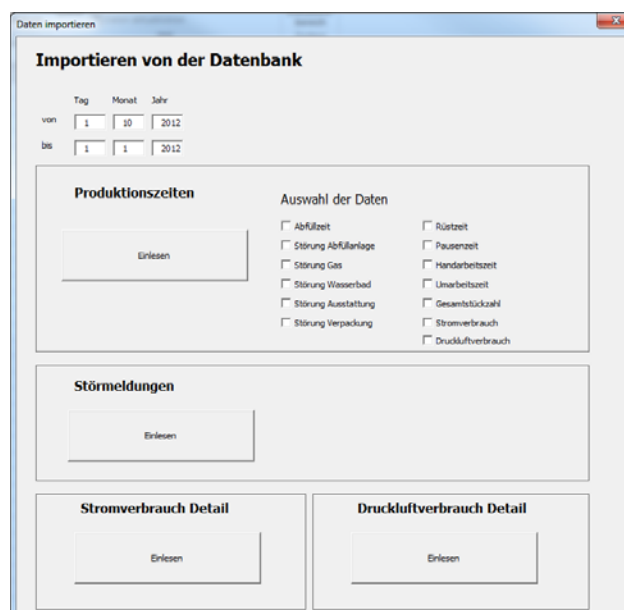 Daten importieren
Importieren von der Datenbank
Tag Monat Jahr
von 1 10 2012
bis 1 1 2012
Produktionszeiten
Auswahl der Daten
Einlesen
Abfüllzeit
Störung Abfüllanlage
Störung Gas
Störung Wasserbad
Störung Ausstattung
Störung Verpackung
Rüstzeit
Pausenzeit
Handarbeitszeit
Umarbeitszeit
Gesamtstückzahl
Stromverbrauch
Druckluftverbrauch
Störmeldungen
Einlesen
Stromverbrauch Detail
Einlesen
Druckluftverbrauch Detail
Einlesen